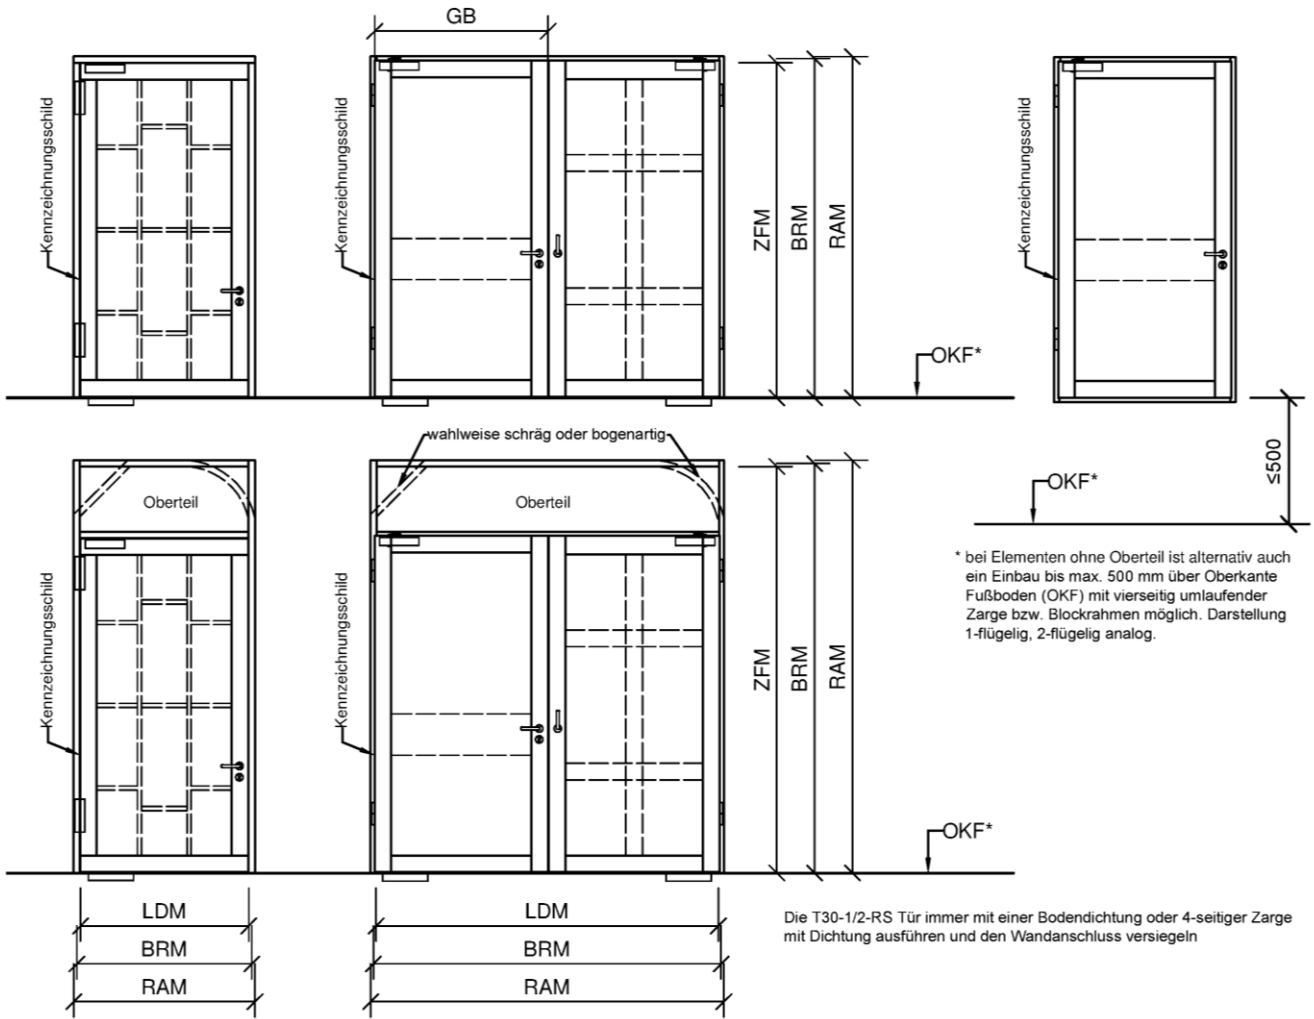 GB
Kennzeichnungsschild
Kennzeichnungsschild
ZFM
BRM
RAM
OKF*
Kennzeichnungsschild
≤500
OKF*
wahlweise schräg oder bogenartig
Oberteil
Oberteil
Kennzeichnungsschild
Kennzeichnungsschild
ZFM
BRM
RAM
* bei Elementen ohne Oberteil ist alternativ auch
ein Einbau bis max. 500 mm über Oberkante
Fußboden (OKF) mit vierseitig umlaufender
Zarge bzw. Blockrahmen möglich. Darstellung
1-flügelig, 2-flügelig analog.
OKF*
LDM
LDM
BRM
BRM
RAM
RAM
Die T30-1/2-RS Tür immer mit einer Bodendichtung oder 4-seitiger Zarge
mit Dichtung ausführen und den Wandanschluss versiegeln